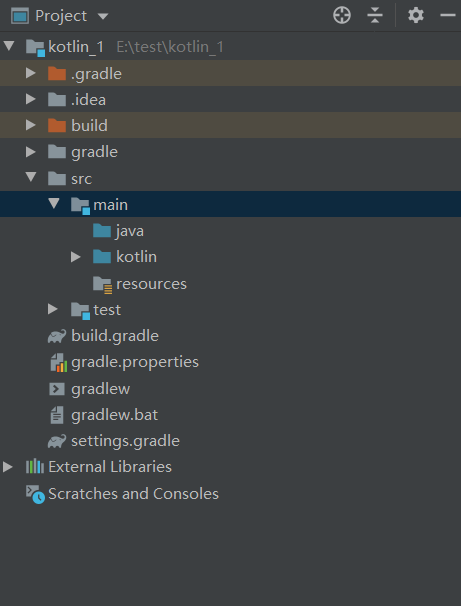 Project
kotlin_1 E:\test\kotlin_1
.gradle
.idea
build
gradle
src
main
java
kotlin
resources
test
build.gradle
gradle.properties
gradlew
gradlew.bat
settings.gradle
External Libraries
Scratches and Consoles